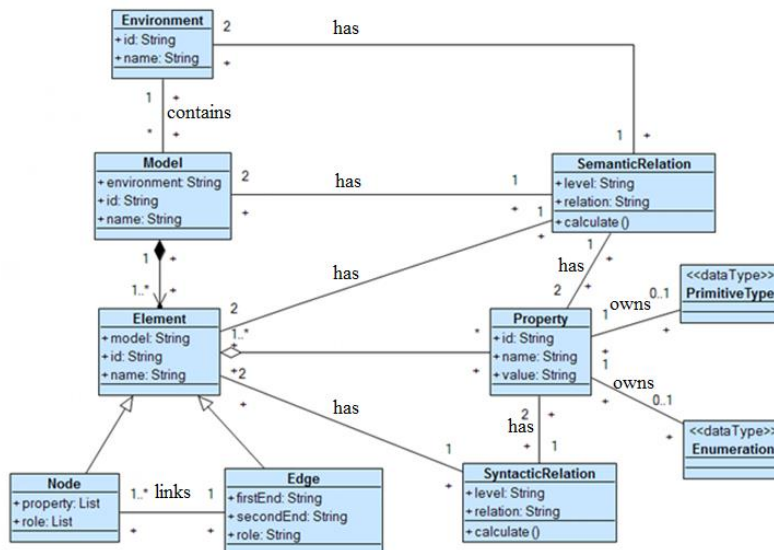 Environment
+ id: String
+ name: String
2
+
has
1
+
contains
*
+
1
+
Model
+ environment: String
+ id: String
+ name: String
2
+
has
1
+
SemanticRelation
+ level: String
+ relation: String
+ calculate ()
1
+
1..*
+
has
1
+
2
1
+
has
2
+
<<dataType>>
PrimitiveType
Element
+ model: String
+ id: String
+ name: String
1..*
+
*
+
Property
+ id: String
+ name: String
+ value: String
1
+
owns
0..1
+
1
+
owns
0..1
+
<<dataType>>
Enumeration
+
2
+
has
1
+
2
+
has
1
Node
+ property: List
+ role: List
1..*
+
links
1
+
Edge
+ firstEnd: String
+ secondEnd: String
+ role: String
SyntacticRelation
+ level: String
+ relation: String
+ calculate ()